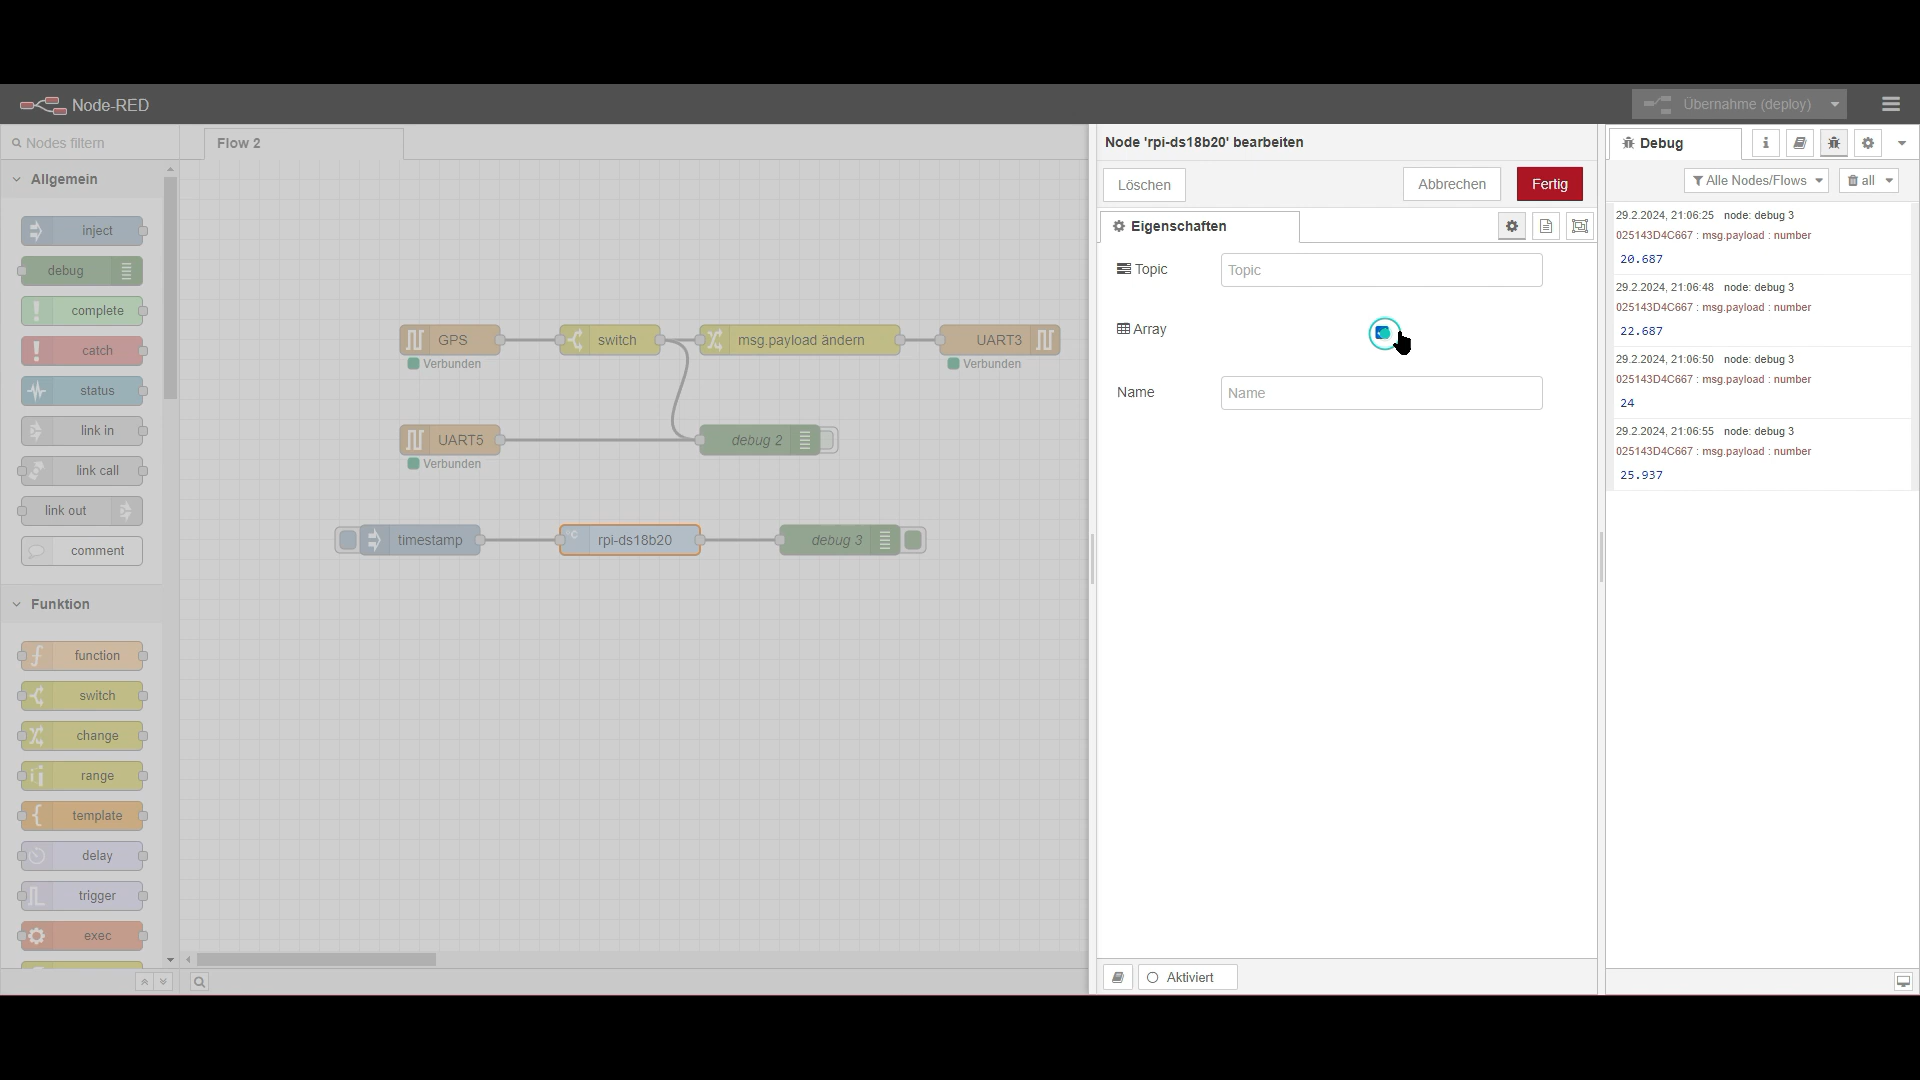 Node-RED
Übernahme (deploy)
Nodes filtern
Flow 2
Node 'rpi-ds18b20' bearbeiten
Debug
Allgemein
Löschen
Abbrechen
Fertig
Alle Nodes/Flows
all
inject
debug
complete
catch
status
link in
link call
link out
comment
Funktion
function
switch
change
range
template
delay
trigger
exec
GPS
Verbunden
switch
msg.payload ändern
UART3
Verbunden
UART5
Verbunden
debug 2
timestamp
rpi-ds18b20
debug 3
Eigenschaften
Topic
Topic
Array
Name
Name
Aktiviert
29.2.2024, 21:06:25 node: debug 3
025143D4C667 : msg.payload : number
20.687
29.2.2024, 21:06:48 node: debug 3
025143D4C667 : msg.payload : number
22.687
29.2.2024, 21:06:50 node: debug 3
025143D4C667 : msg.payload : number
24
29.2.2024, 21:06:55 node: debug 3
025143D4C667 : msg.payload : number
25.937